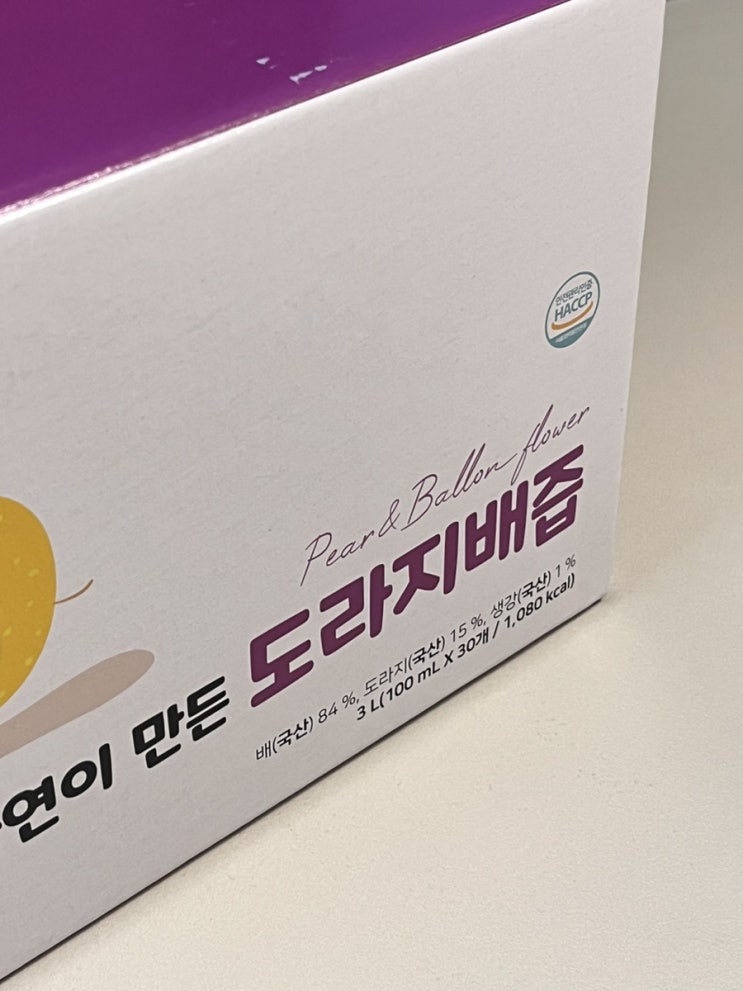 안전관리인증
HACCP
Pear & Ballon flower
연이 만든 도라지배즙
배(국산) 84 %, 도라지(국산) 15 %, 생강(국산) 1 %
3 L(100 mL X 30개 / 1,080 kcal)